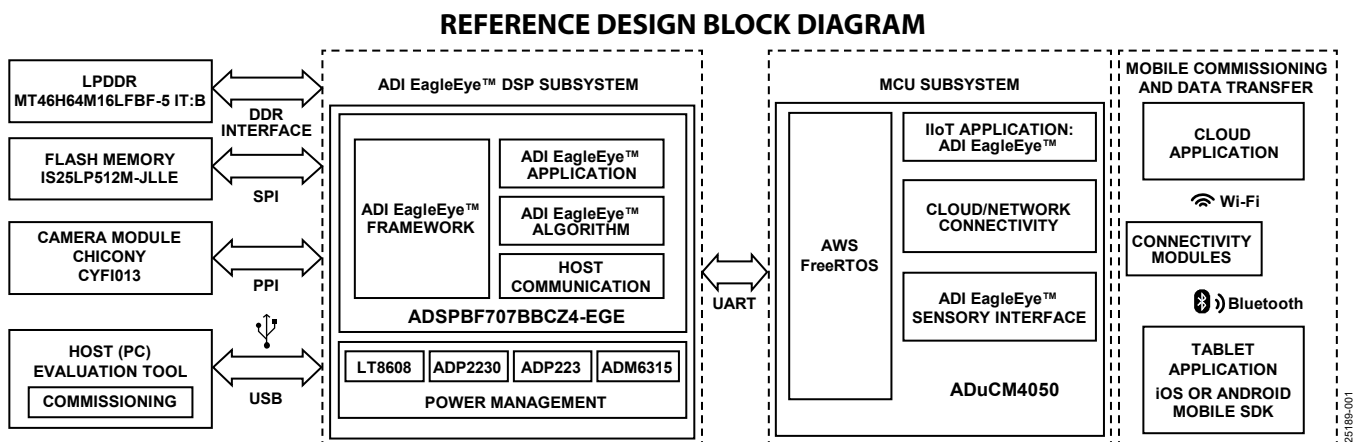 REFERENCE DESIGN BLOCK DIAGRAM
LPDDR
MT46H64M16LFBF-5 IT:B
DDR
INTERFACE
FLASH MEMORY
IS25LP512M-JLLE
SPI
CAMERA MODULE
CHICONY
CYFI013
PPI
HOST (PC)
EVALUATION TOOL
COMMISSIONING
USB
ADI EagleEye™ DSP SUBSYSTEM
ADI EagleEye™
FRAMEWORK
ADI EagleEye™
APPLICATION
ADI EagleEye™
ALGORITHM
HOST
COMMUNICATION
ADSPBF707BBCZ4-EGE
LT8608
ADP2230
ADP223
ADM6315
POWER MANAGEMENT
UART
MCU SUBSYSTEM
AWS
FreeRTOS
IIoT APPLICATION:
ADI EagleEye™
CLOUD/NETWORK
CONNECTIVITY
ADI EagleEye™
SENSORY INTERFACE
ADuCM4050
MOBILE COMMISSIONING
AND DATA TRANSFER
CLOUD
APPLICATION
Wi-Fi
CONNECTIVITY
MODULES
Bluetooth
TABLET
APPLICATION
iOS OR ANDROID
MOBILE SDK
25189-001